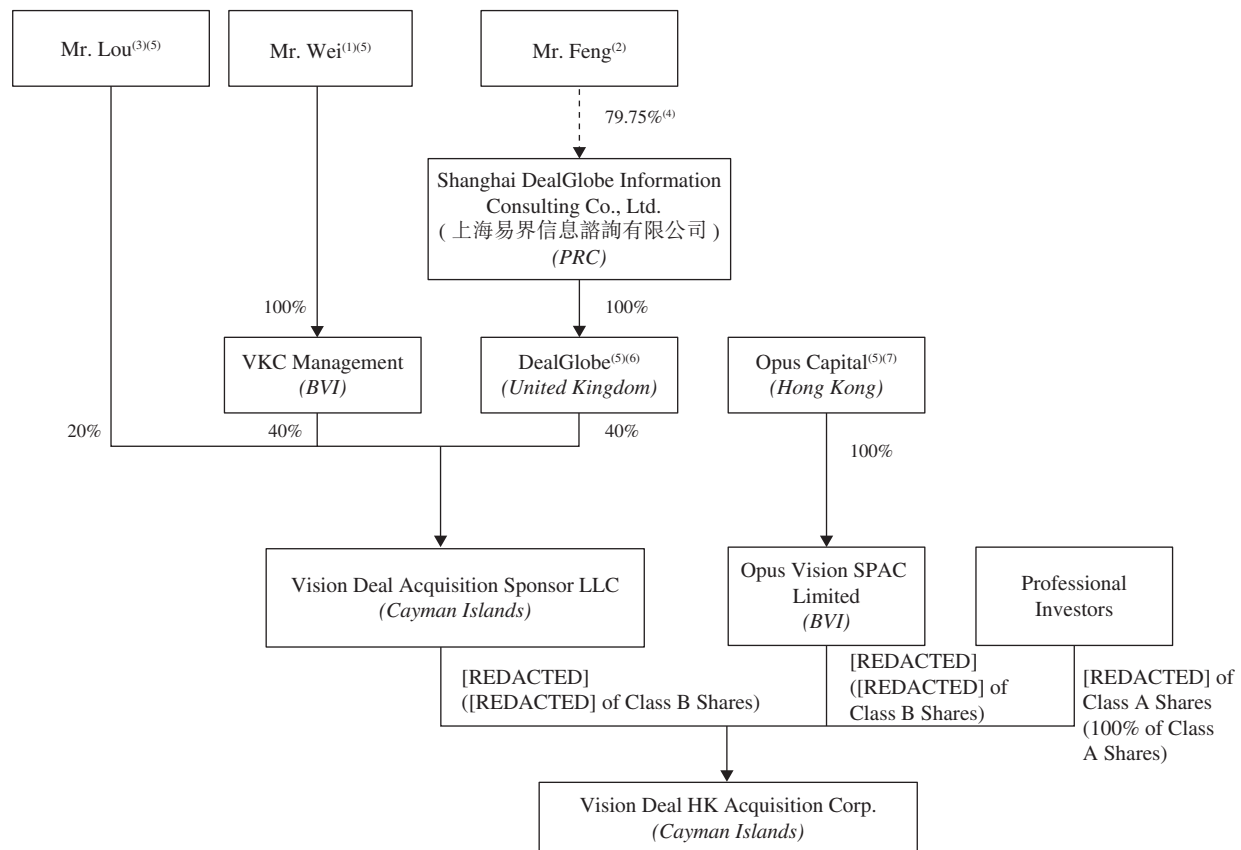 Mr. Lou(3)(5)
Mr. Wei(1)(5)
Mr. Feng(2)
79.75%(4)
Shanghai DealGlobe Information
Consulting Co., Ltd.
( 上海易界信息諮詢有限公司 )
(PRC)
100%
100%
VKC Management
(BVI)
DealGlobe(5)(6)
(United Kingdom)
Opus Capital(5)(7)
(Hong Kong)
20%
40%
40%
100%
Vision Deal Acquisition Sponsor LLC
(Cayman Islands)
Opus Vision SPAC
Limited
(BVI)
Professional
Investors
[REDACTED]
([REDACTED] of Class B Shares)
[REDACTED]
([REDACTED] of
Class B Shares)
[REDACTED] of
Class A Shares
(100% of Class
A Shares)
Vision Deal HK Acquisition Corp.
(Cayman Islands)